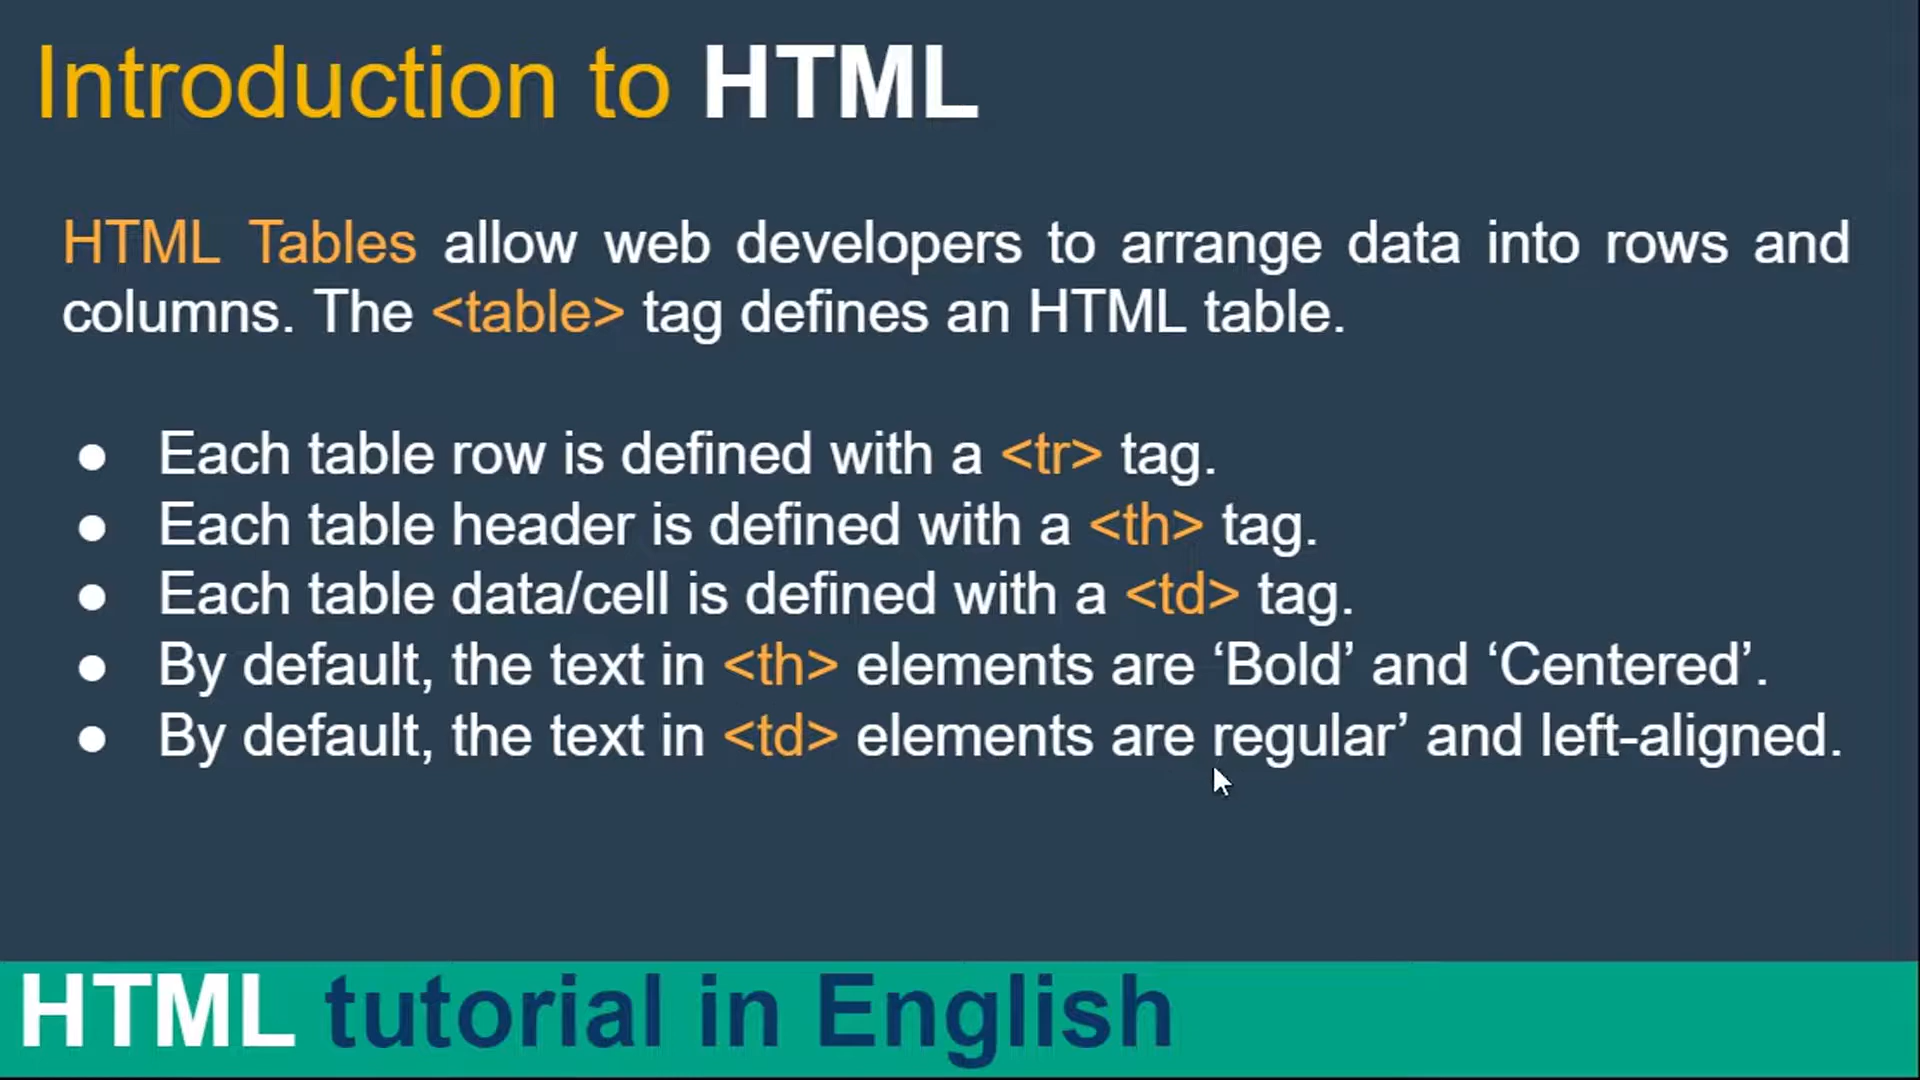 Introduction to HTML
HTML Tables allow web developers to arrange data into rows and
columns. The <table> tag defines an HTML table.
● Each table row is defined with a <tr> tag.
● Each table header is defined with a <th> tag.
● Each table data/cell is defined with a <td> tag.
● By default, the text in <th> elements are ‘Bold’ and ‘Centered’.
● By default, the text in <td> elements are regular’ and left-aligned.
HTML tutorial in English